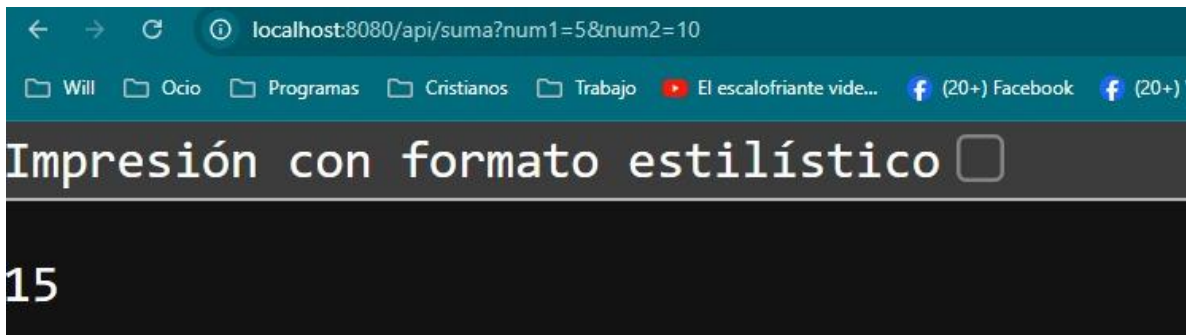 localhost:8080/api/suma?num1=5&num2=10
Will Ocio Programas Cristianos Trabajo El escalofriante vide... (20+) Facebook (20+)
Impresión con formato estilístico
15